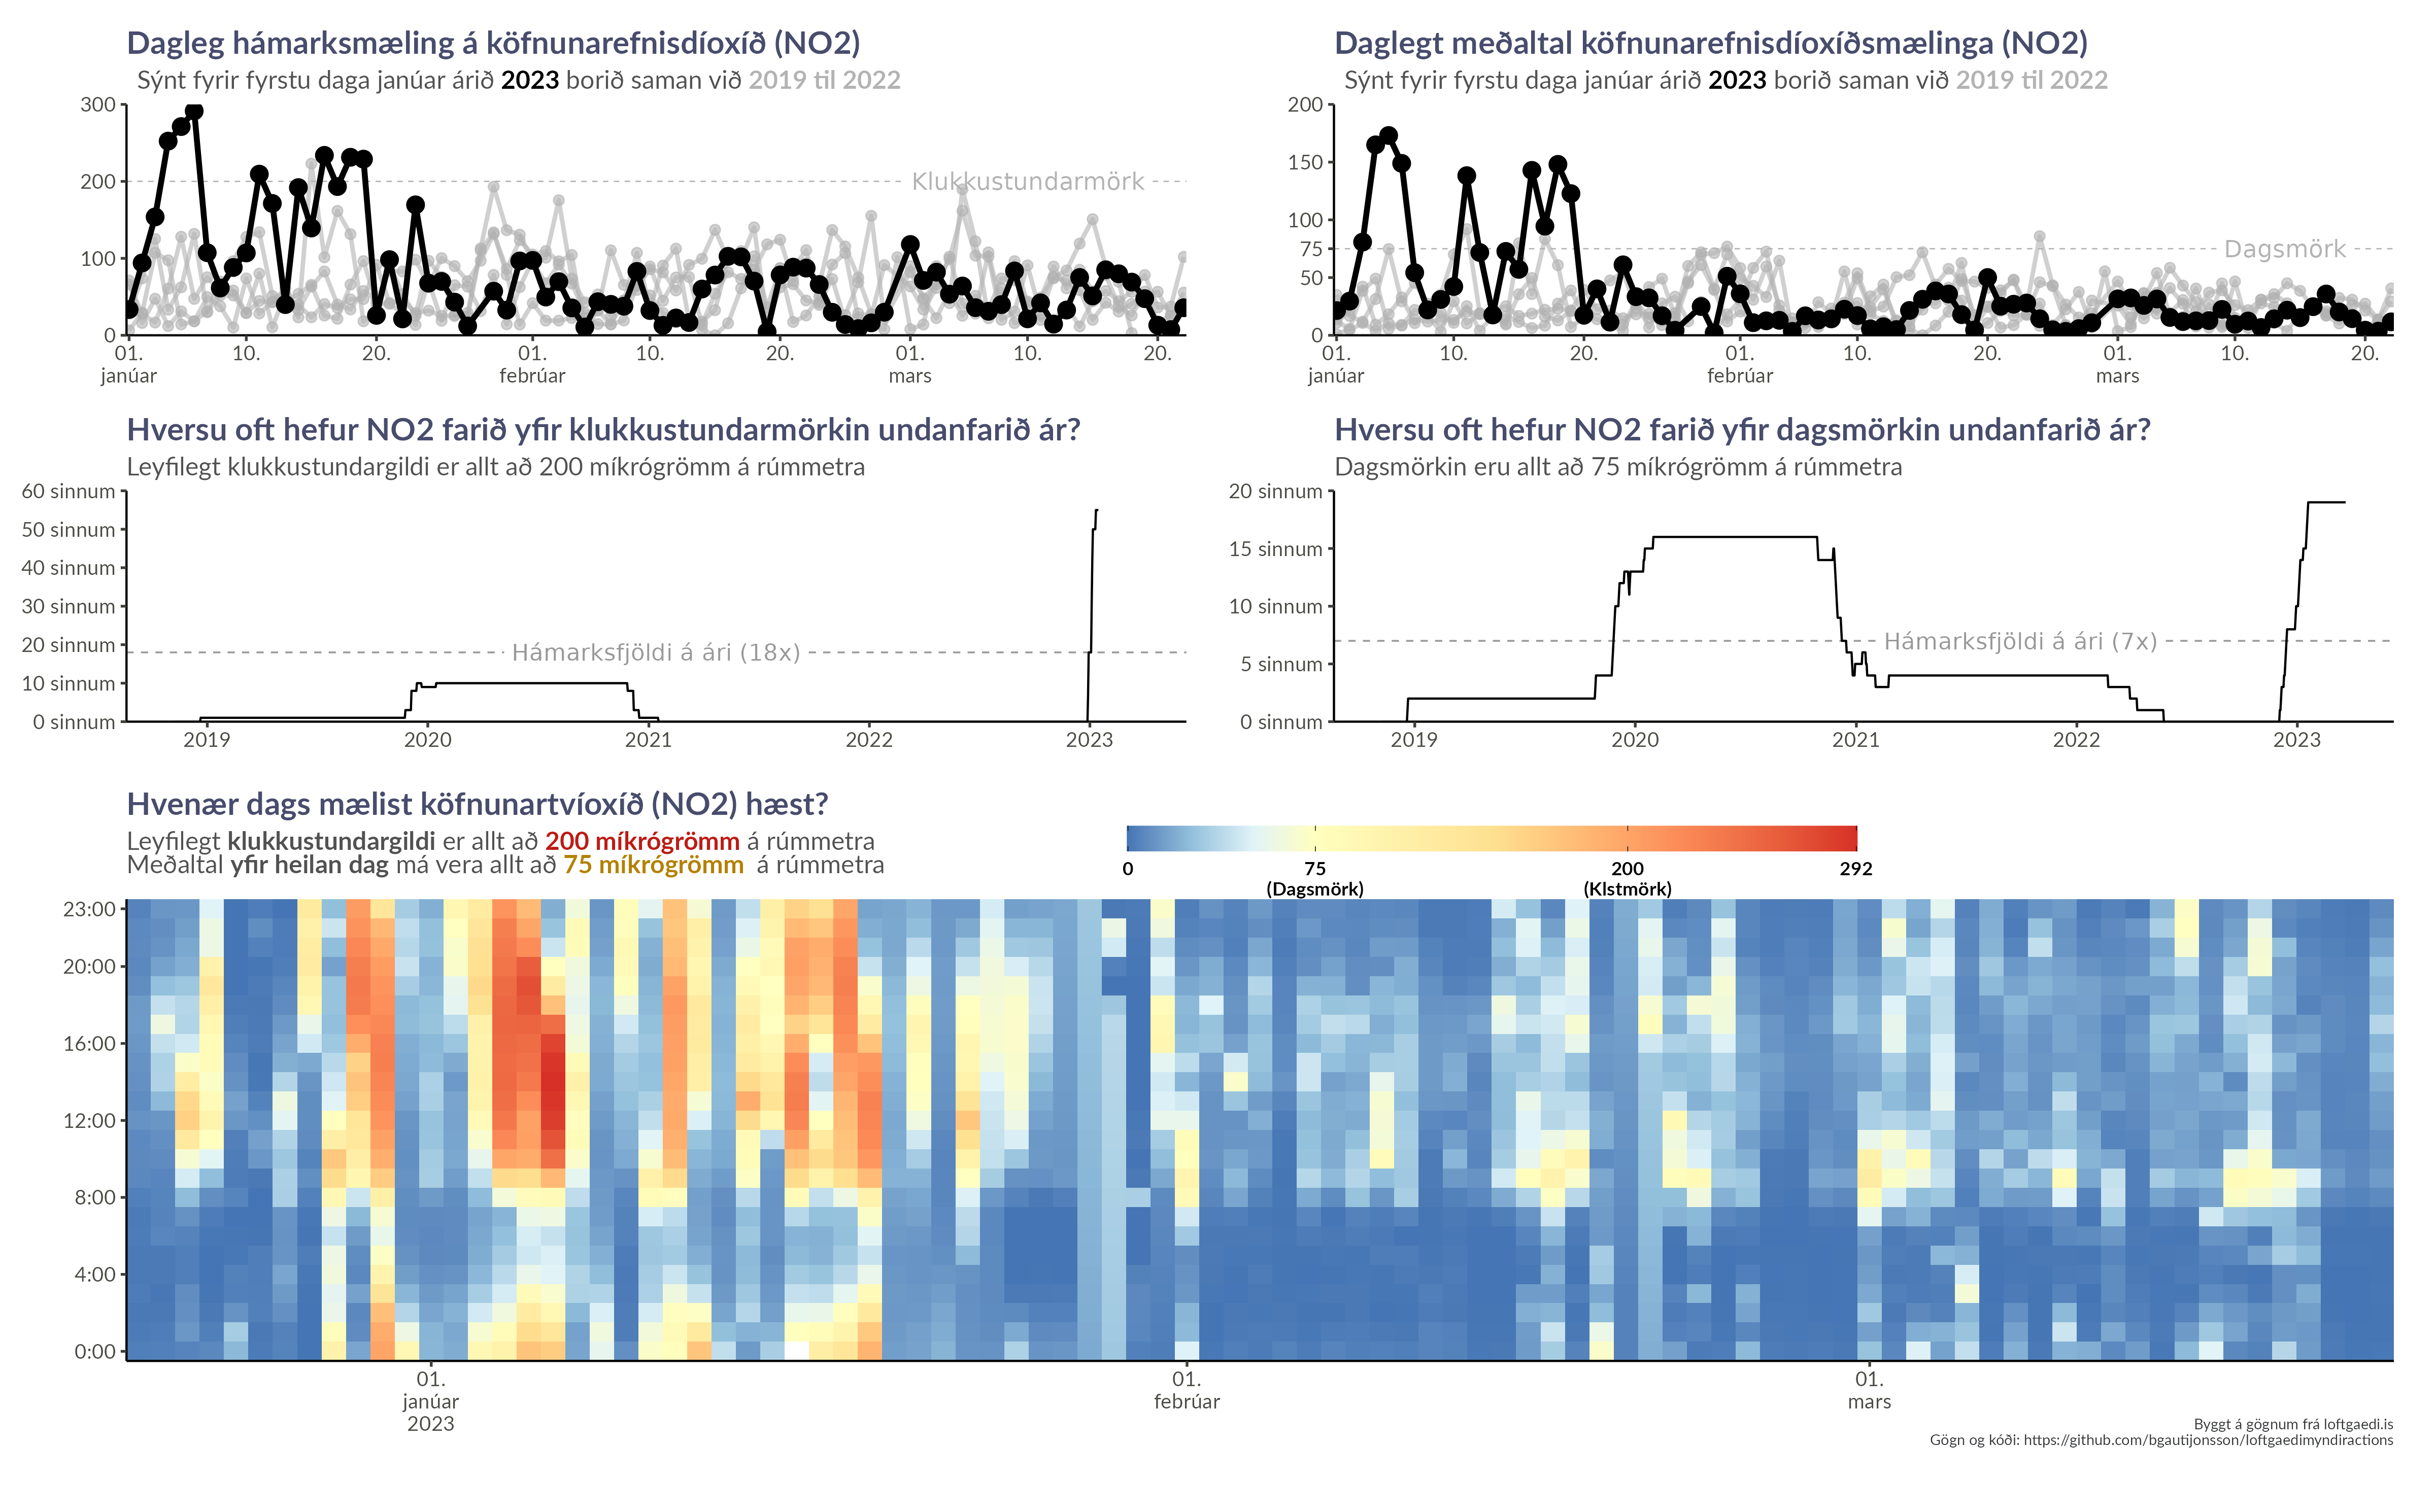 Dagleg hámarksmæling á köfnunarefnisdíoxíð (NO2)
Sýnt fyrir fyrstu daga janúar árið 2023 borið saman við 2019 til 2022
300
200
100
0
Klukkustundarmörk
01. 10. 20. 01. 10. 20. 01. 10. 20.
janúar febrúar mars
Daglegt meðaltal köfnunarefnisdíoxíðsmælinga (NO2)
Sýnt fyrir fyrstu daga janúar árið 2023 borið saman við 2019 til 2022
200
150
100
75
50
0
Dagsmörk
01. 10. 20. 01. 10. 20. 01. 10. 20.
janúar febrúar mars
Hversu oft hefur NO2 farið yfir klukkustundarmörkin undanfarið ár?
Leyfilegt klukkustundargildi er allt að 200 míkrógrömm á rúmmetra
60 sinnum
50 sinnum
40 sinnum
30 sinnum
20 sinnum
10 sinnum
0 sinnum
Hámarksfjöldi á ári (18x)
2019 2020 2021 2022 2023
Hversu oft hefur NO2 farið yfir dagsmörkin undanfarið ár?
Dagsmörkin eru allt að 75 míkrógrömm á rúmmetra
20 sinnum
15 sinnum
10 sinnum
5 sinnum
0 sinnum
Hámarksfjöldi á ári (7x)
2019 2020 2021 2022 2023
Hvenær dags mælist köfnunartvíoxíð (NO2) hæst?
Leyfilegt klukkustundargildi er allt að 200 míkrógrömm á rúmmetra
Meðaltal yfir heilan dag má vera allt að 75 míkrógrömm á rúmmetra
0 75 200 292
(Dagsmörk) (Klstmörk)
23:00
20:00
16:00
12:00
8:00
4:00
0:00
01. 01. 01.
janúar febrúar mars
2023
Byggt á gögnum frá loftgaedi.is
Gögn og kóði: https://github.com/bgautijonsson/loftgaedimyndiractions